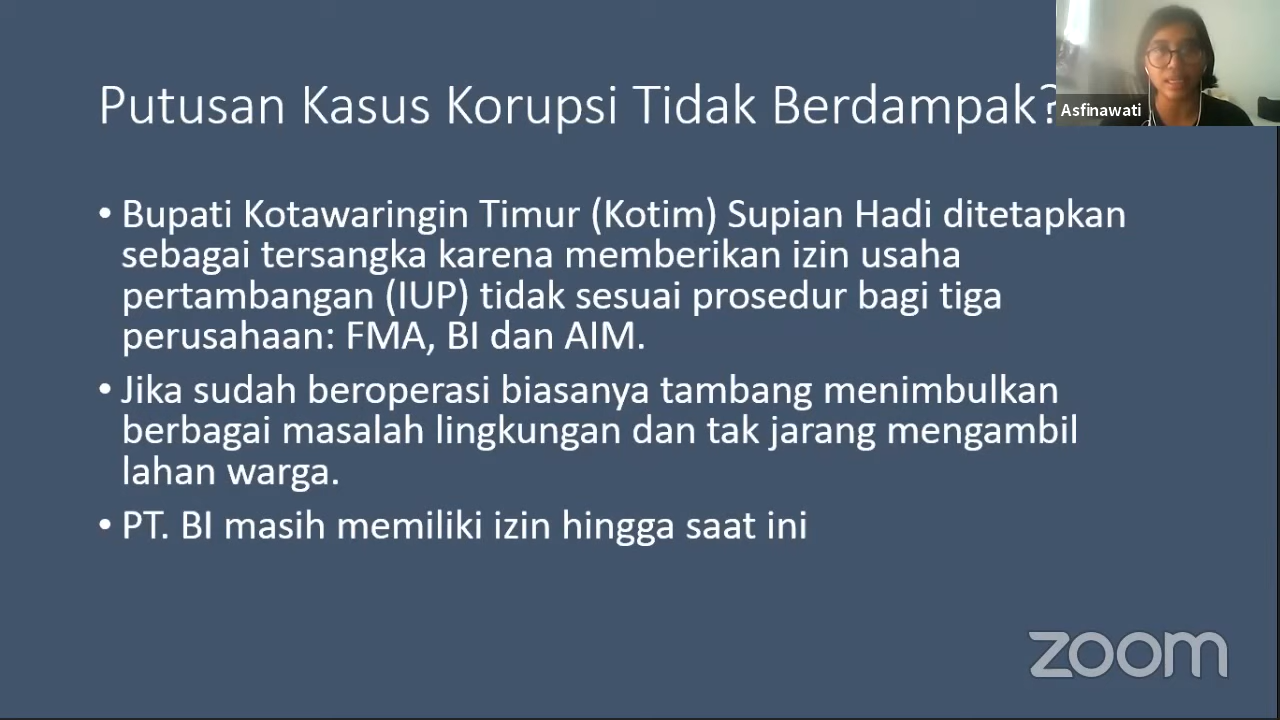 Putusan Kasus Korupsi Tidak Berdampak?
Asfinawati
• Bupati Kotawaringin Timur (Kotim) Supian Hadi ditetapkan
sebagai tersangka karena memberikan izin usaha
pertambangan (IUP) tidak sesuai prosedur bagi tiga
perusahaan: FMA, BI dan AIM.
• Jika sudah beroperasi biasanya tambang menimbulkan
berbagai masalah lingkungan dan tak jarang mengambil
lahan warga.
• PT. BI masih memiliki izin hingga saat ini
zoom